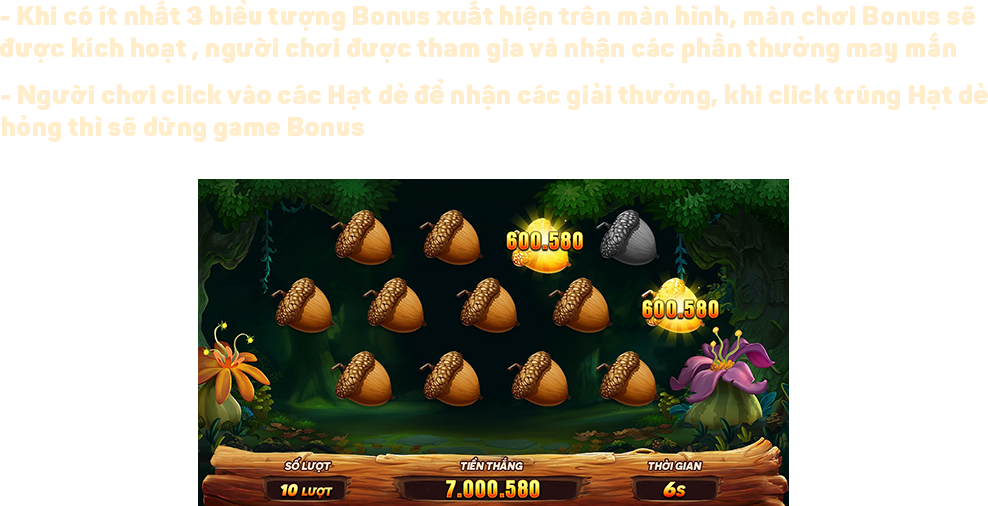 - Khi có ít nhất 3 biểu tượng Bonus xuất hiện trên màn hình, màn chơi Bonus sẽ
được kích hoạt , người chơi được tham gia và nhận các phần thưởng may mắn
- Người chơi click vào các Hạt dẻ để nhận các giải thưởng, khi click trúng Hạt dẻ
hỏng thì sẽ dừng game Bonus
600.580
600.580
SỐ LƯỢT TIỀN THẮNG THỜI GIAN
10 LƯỢT 7.000.580 6S